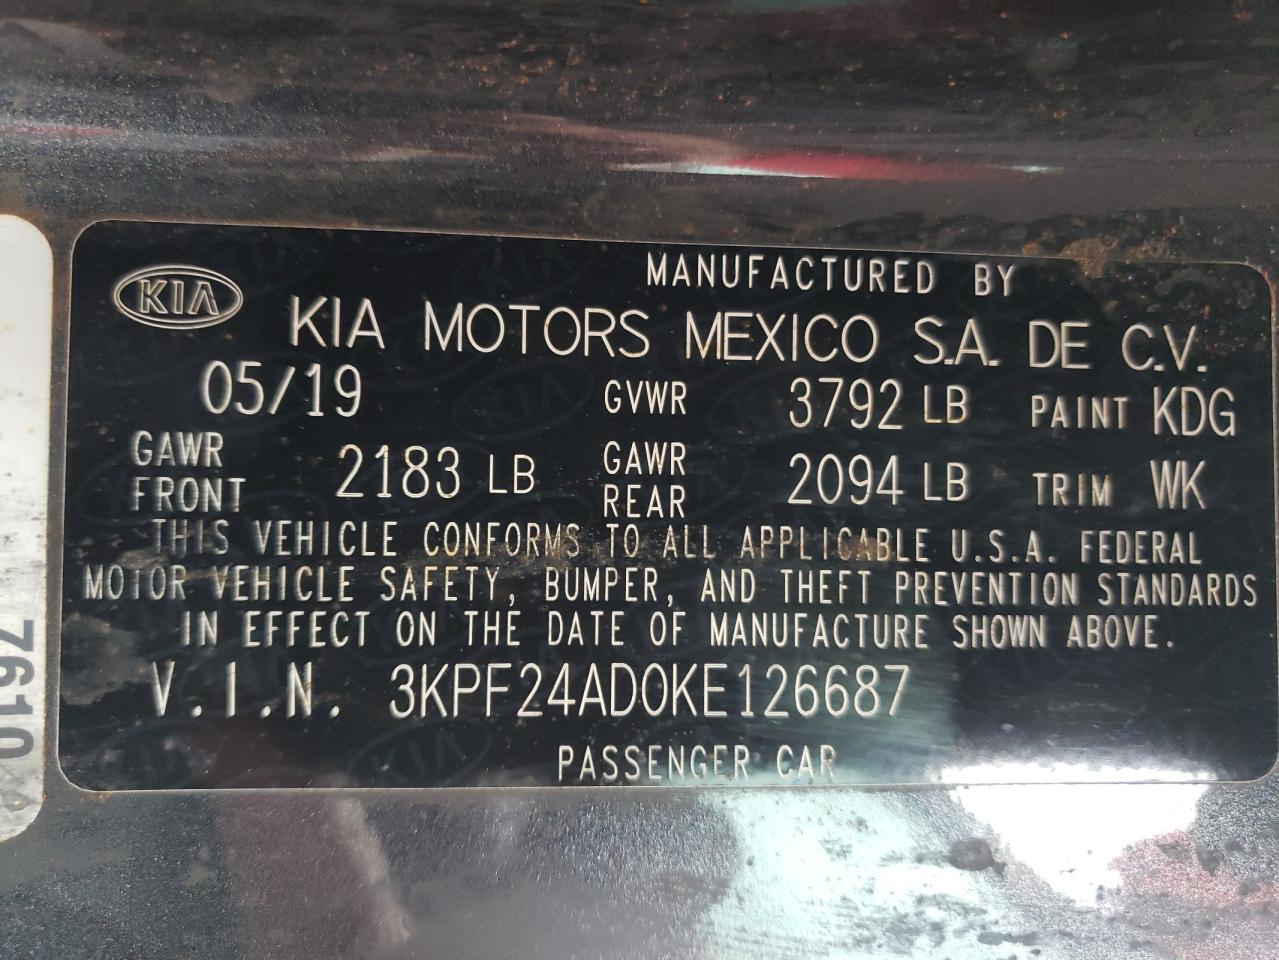 MANUFACTURED BY
KIA
KIA MOTORS MEXICO S.A. DE C.V.
05/19 GVWR 3792 LB PAINT KDG
GAWR FRONT 2183 LB GAWR REAR 2094 LB TRIM WK
THIS VEHICLE CONFORMS TO ALL APPLICABLE U.S.A. FEDERAL
MOTOR VEHICLE SAFETY, BUMPER, AND THEFT PREVENTION STANDARDS
IN EFFECT ON THE DATE OF MANUFACTURE SHOWN ABOVE.
V.I.N. 3KPF24AD0KE126687
PASSENGER CAR